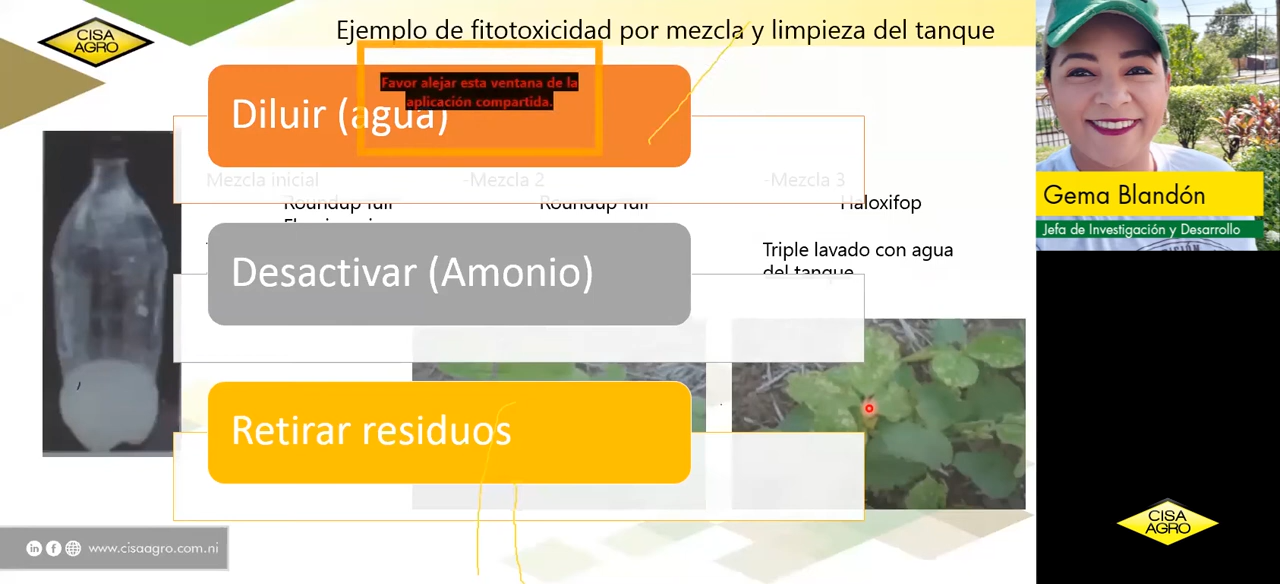 CISA
AGRO
Ejemplo de fitotoxicidad por mezcla y limpieza del tanque
Favor alejar esta ventana de la
aplicación compartida.
Diluir (agua)
Mezcla inicial
-Mezcla 2
-Mezcla 3
Roundup full
Roundup full
Haloxifop
Triple lavado con agua
del tanque
Desactivar (Amonio)
Retirar residuos
www.cisaagro.com.ni
Gema Blandón
Jefa de Investigación y Desarrollo
CISA
AGRO